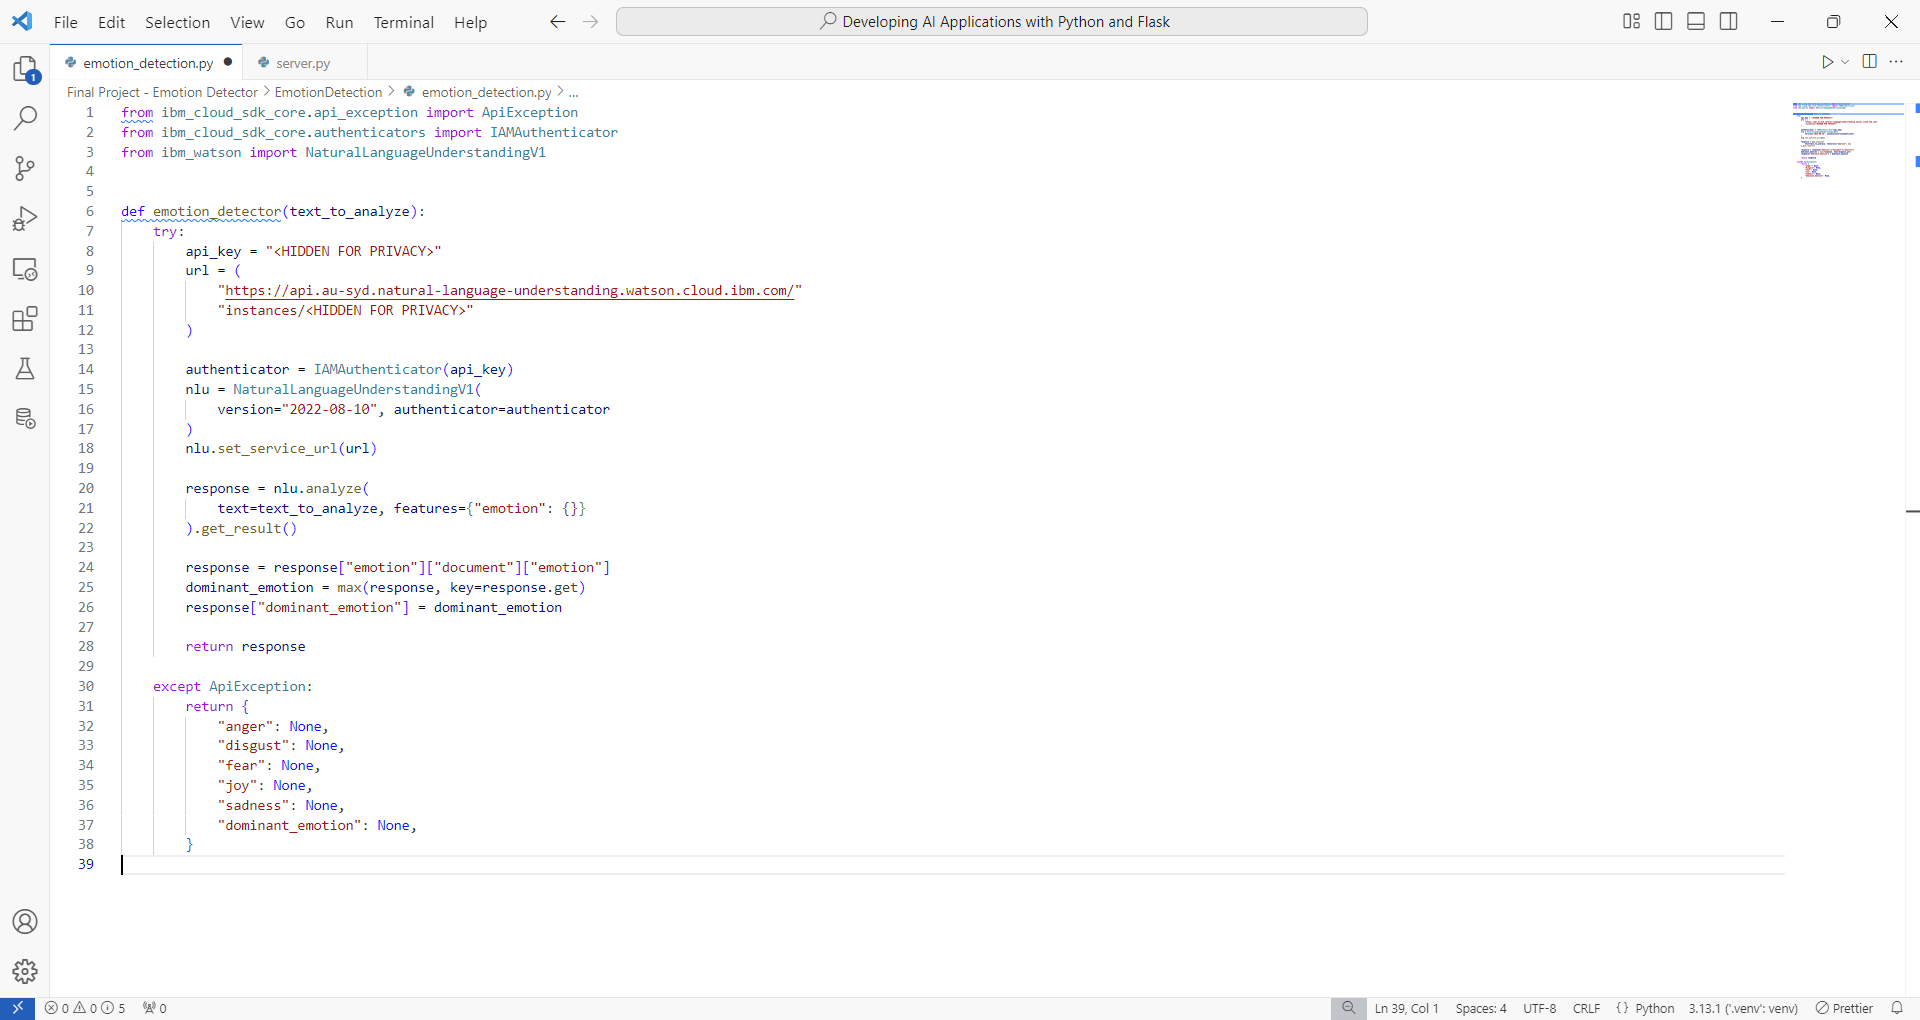 File Edit Selection View Go Run Terminal Help
Developing AI Applications with Python and Flask
1
emotion_detection.py
server.py
Final Project - Emotion Detector > EmotionDetection > emotion_detection.py > ...
1 from ibm_cloud_sdk_core.api_exception import ApiException
2 from ibm_cloud_sdk_core.authenticators import IAMAuthenticator
3 from ibm_watson import NaturalLanguageUnderstandingV1
4
5
6 def emotion_detector(text_to_analyze):
7     try:
8         api_key = "<HIDDEN FOR PRIVACY>"
9         url = (
10             "https://api.au-syd.natural-language-understanding.watson.cloud.ibm.com/"
11             "instances/<HIDDEN FOR PRIVACY>"
12         )
13
14         authenticator = IAMAuthenticator(api_key)
15         nlu = NaturalLanguageUnderstandingV1(
16             version="2022-08-10", authenticator=authenticator
17         )
18         nlu.set_service_url(url)
19
20         response = nlu.analyze(
21             text=text_to_analyze, features={"emotion": {}}
22         ).get_result()
23
24         response = response["emotion"]["document"]["emotion"]
25         dominant_emotion = max(response, key=response.get)
26         response["dominant_emotion"] = dominant_emotion
27
28         return response
29
30     except ApiException:
31         return {
32             "anger": None,
33             "disgust": None,
34             "fear": None,
35             "joy": None,
36             "sadness": None,
37             "dominant_emotion": None,
38         }
39
0 0 5 0
Ln 39, Col 1 Spaces: 4 UTF-8 CRLF {} Python 3.13.1 ('.venv': venv) Prettier